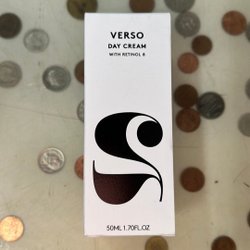 VERSO
DAY CREAM
WITH RETINOL 8
50ML 1.70FL.OZ